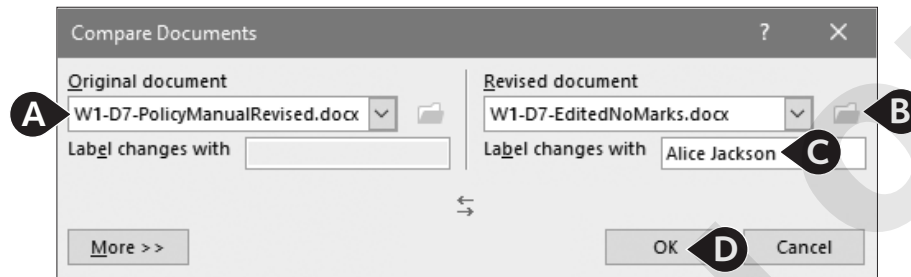 Compare Documents ? ×
Original document
Revised document
A W1-D7-PolicyManualRevised.docx
W1-D7-EditedNoMarks.docx B
Label changes with
Label changes with Alice Jackson C
More >>
OK D Cancel